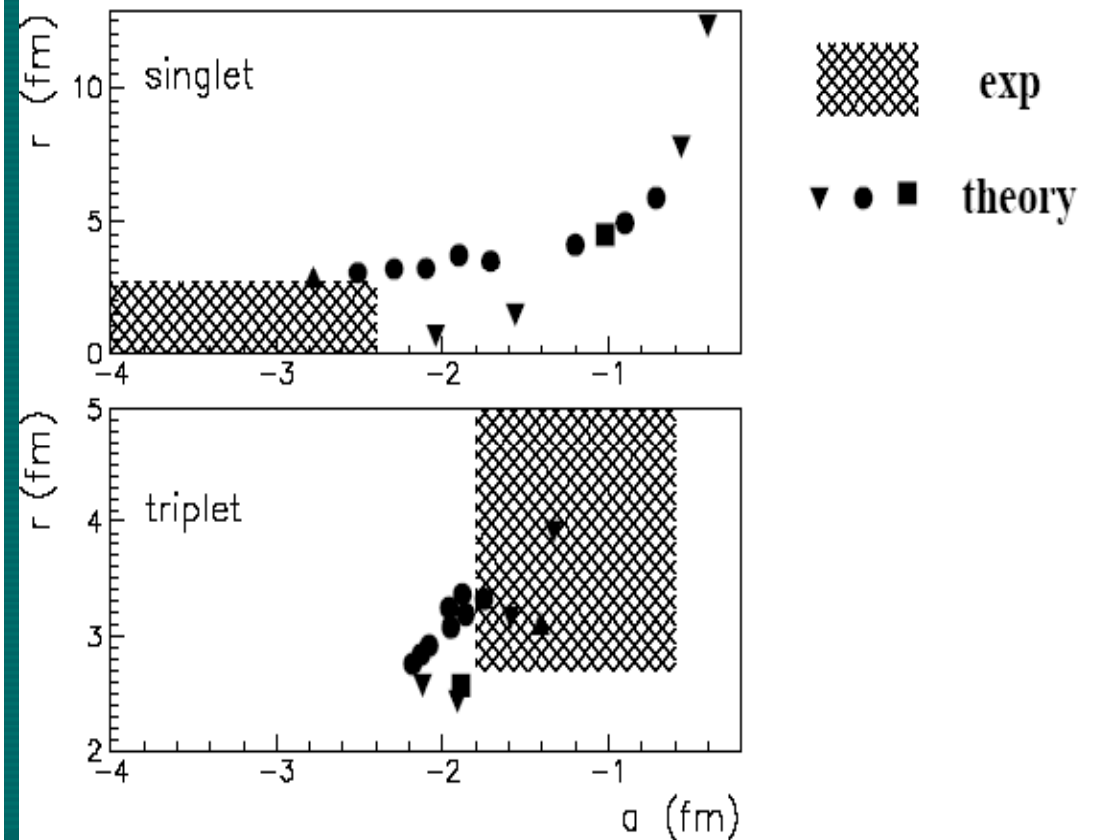 r (fm)
singlet
10
5
0
-4 -3 -2 -1
exp
theory
r (fm)
triplet
5
4
3
2
-4 -3 -2 -1
a (fm)